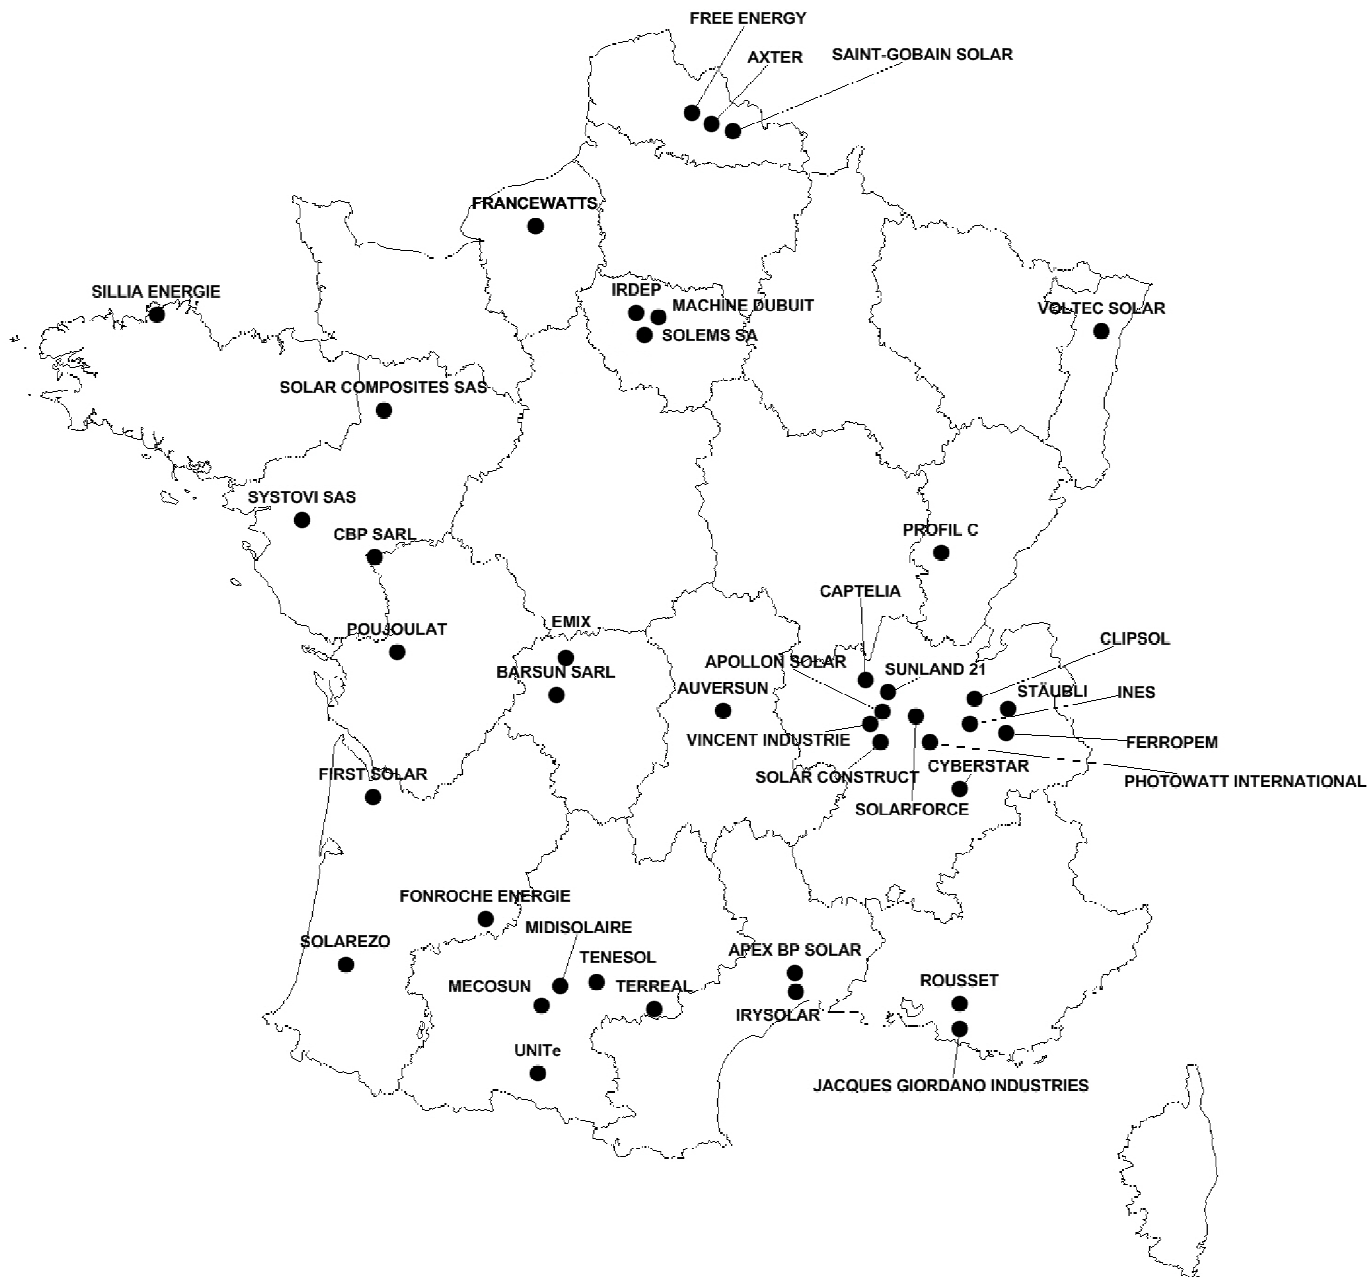 FREE ENERGY
AXTER
SAINT-GOBAIN SOLAR
FRANCEWATTS
SILLIA ENERGIE
IRDEP
MACHINE DUBUIT
VOLTEC SOLAR
SOLEMS SA
SOLAR COMPOSITES SAS
SYSTOVI SAS
CBP SARL
PROFIL C
CAPTELIA
EMIX
POUJOULAT
CLIPSOL
APOLLON SOLAR
SUNLAND 21
BARSUN SARL
AUVERSUN
STÄUBLI
INES
VINCENT INDUSTRIE
FERROPEM
CYBERSTAR
FIRST SOLAR
SOLAR CONSTRUCT
PHOTOWATT INTERNATIONAL
SOLARFORCE
FONROCHE ENERGIE
MIDISOLAIRE
SOLAREZO
APEX BP SOLAR
TENESOL
ROUSSET
MECOSUN
TERREAL
IRYSOLAR
UNITe
JACQUES GIORDANO INDUSTRIES